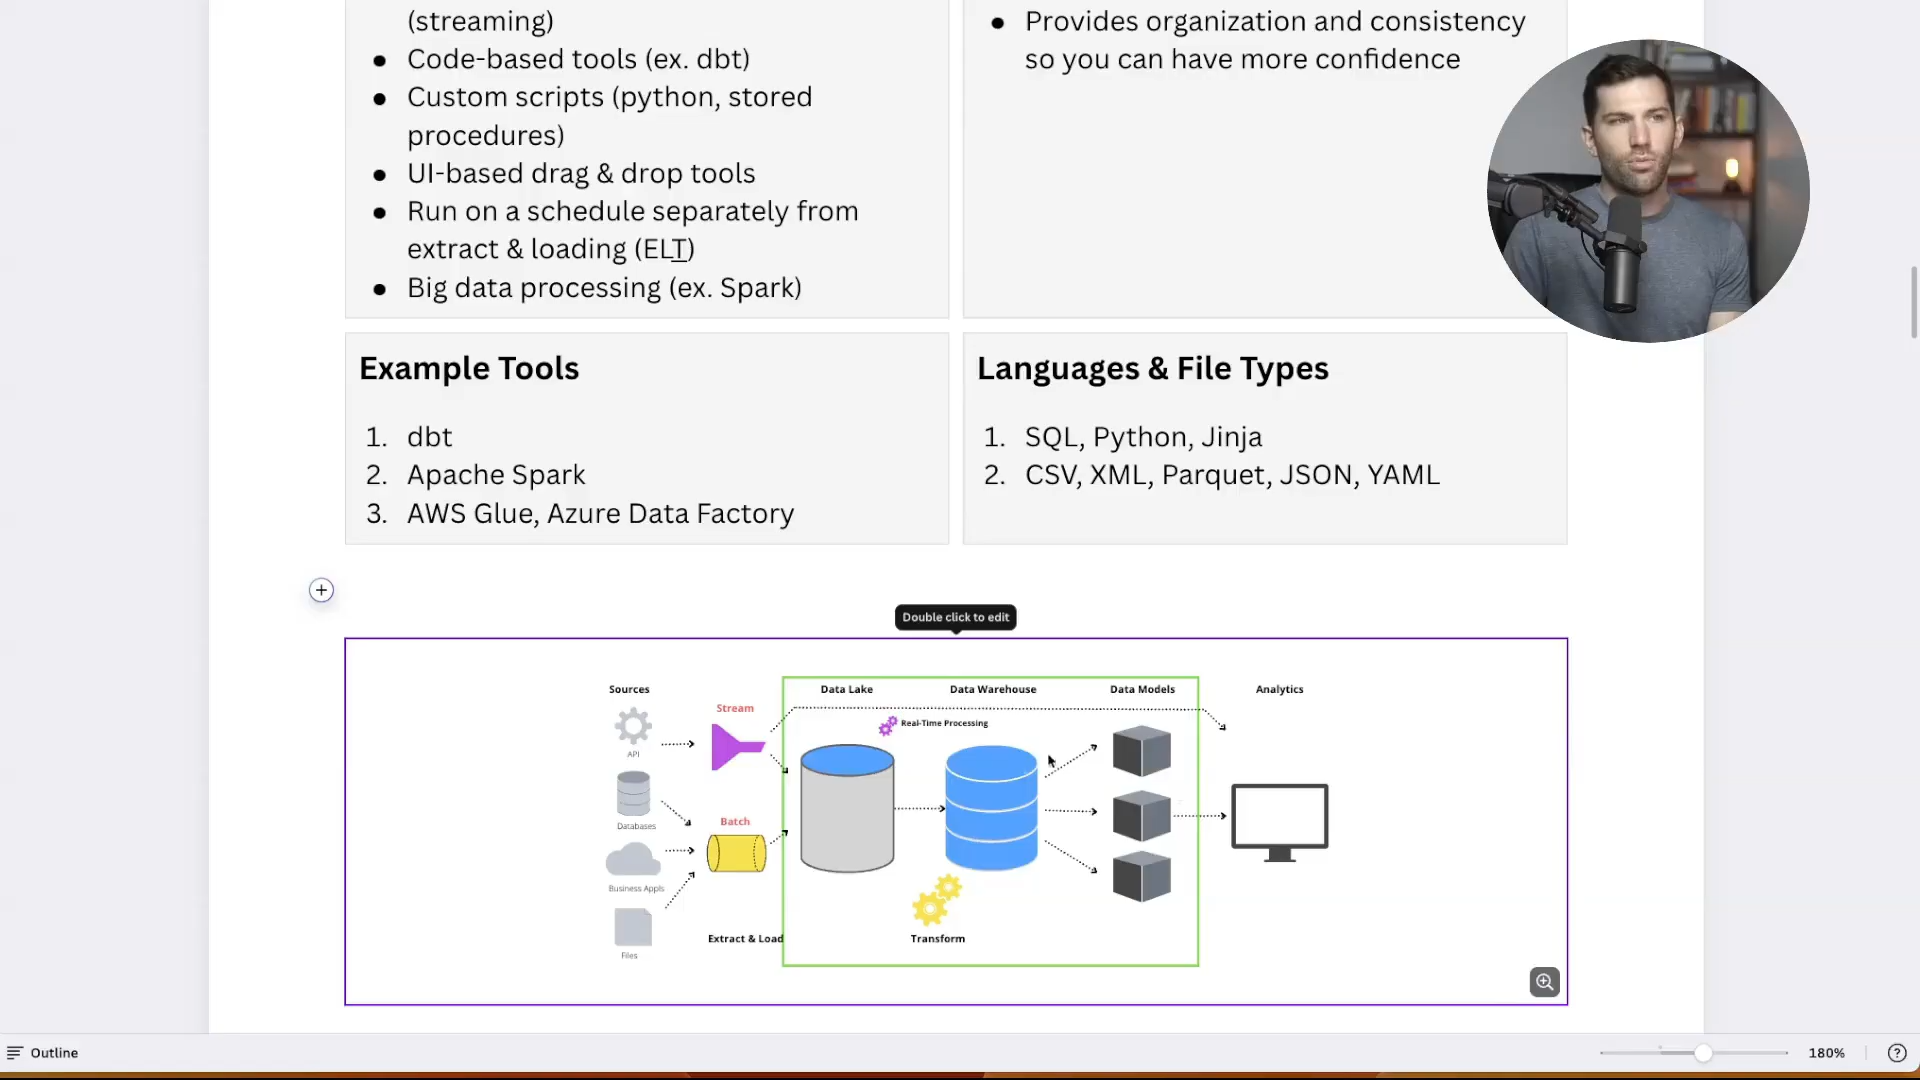 (streaming)
● Code-based tools (ex. dbt)
● Custom scripts (python, stored
procedures)
● UI-based drag & drop tools
● Run on a schedule separately from
extract & loading (ELT)
● Big data processing (ex. Spark)
● Provides organization and consistency
so you can have more confidence
Example Tools
1. dbt
2. Apache Spark
3. AWS Glue, Azure Data Factory
Languages & File Types
1. SQL, Python, Jinja
2. CSV, XML, Parquet, JSON, YAML
Double click to edit
Sources
Data Lake
Data Warehouse
Data Models
Analytics
Stream
Real-Time Processing
API
Databases
Batch
Business Appls
Files
Extract & Load
Transform
Outline
180%
?